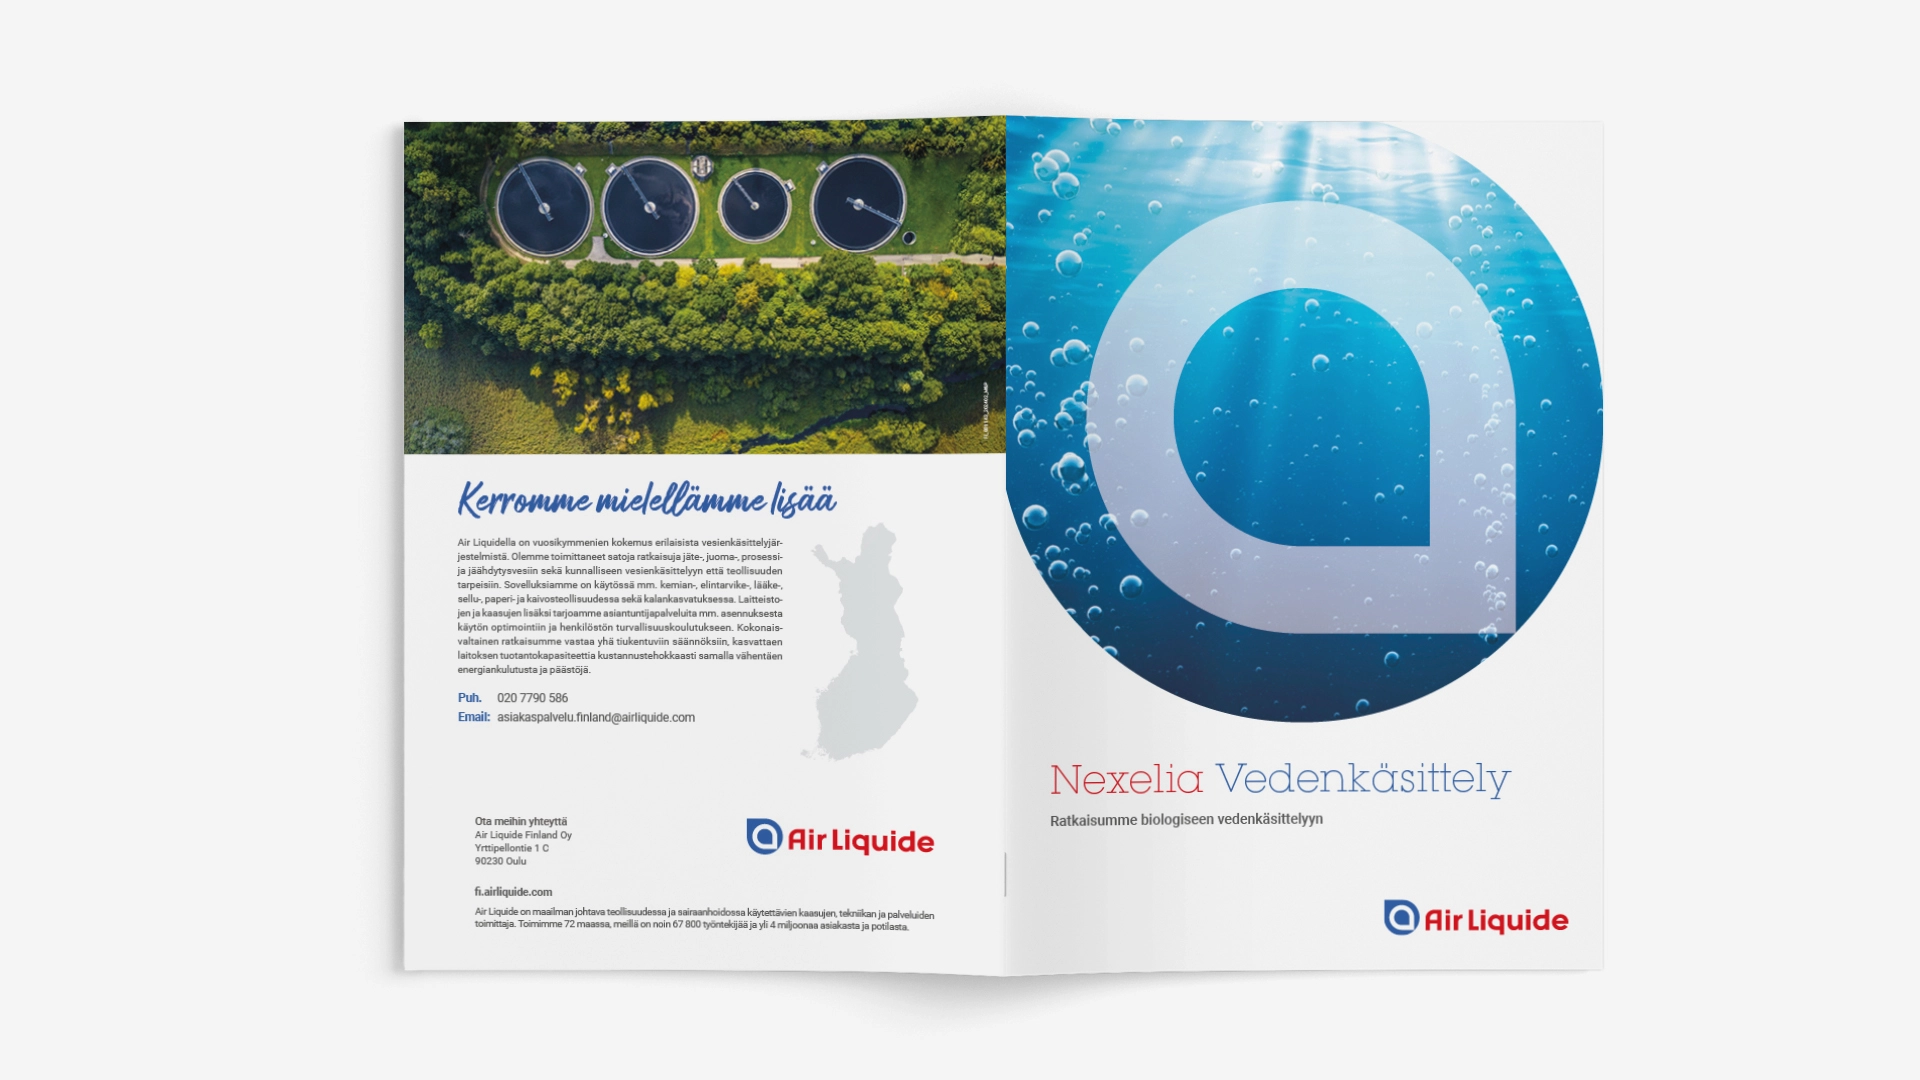 Kerromme mielellämme lisää
Air Liquidella on vuosikymmenien kokemus erilaisista vesienkäsittelyjär-
jestelmistä. Olemme toimittaneet satoja ratkaisuja jäte-, juoma-, prosessi-
ja jäähdytysvesiin sekä kunnalliseen vesienkäsittelyyn että teollisuuden
tarpeisiin. Sovelluksiamme on käytössä mm. kemian-, elintarvike-, lääke-,
sellu-, paperi- ja kaivosteollisuudessa sekä kalankasvatuksessa. Laitteisto-
jen ja kaasujen lisäksi tarjoamme asiantuntijapalveluita mm. asennuksesta
käytön optimointiin ja henkilöstön turvallisuuskoulutukseen. Kokonais-
valtainen ratkaisumme vastaa yhä tiukentuviin säännöksiin, kasvattaen
laitoksen tuotantokapasiteettia kustannustehokkaasti samalla vähentäen
energiankulutusta ja päästöjä.
Puh. 020 7790 586
Email: asiakaspalvelu.finland@airliquide.com
Ota meihin yhteyttä
Air Liquide Finland Oy
Yrttipellontie 1 C
90230 Oulu
fi.airliquide.com
Air Liquide on maailman johtava teollisuudessa ja sairaanhoidossa käytettävien kaasujen, tekniikan ja palveluiden
toimittaja. Toimimme 72 maassa, meillä on noin 67 800 työntekijää ja yli 4 miljoonaa asiakasta ja potilasta.
Air Liquide
Nexelia Vedenkäsittely
Ratkaisumme biologiseen vedenkäsittelyyn
Air Liquide